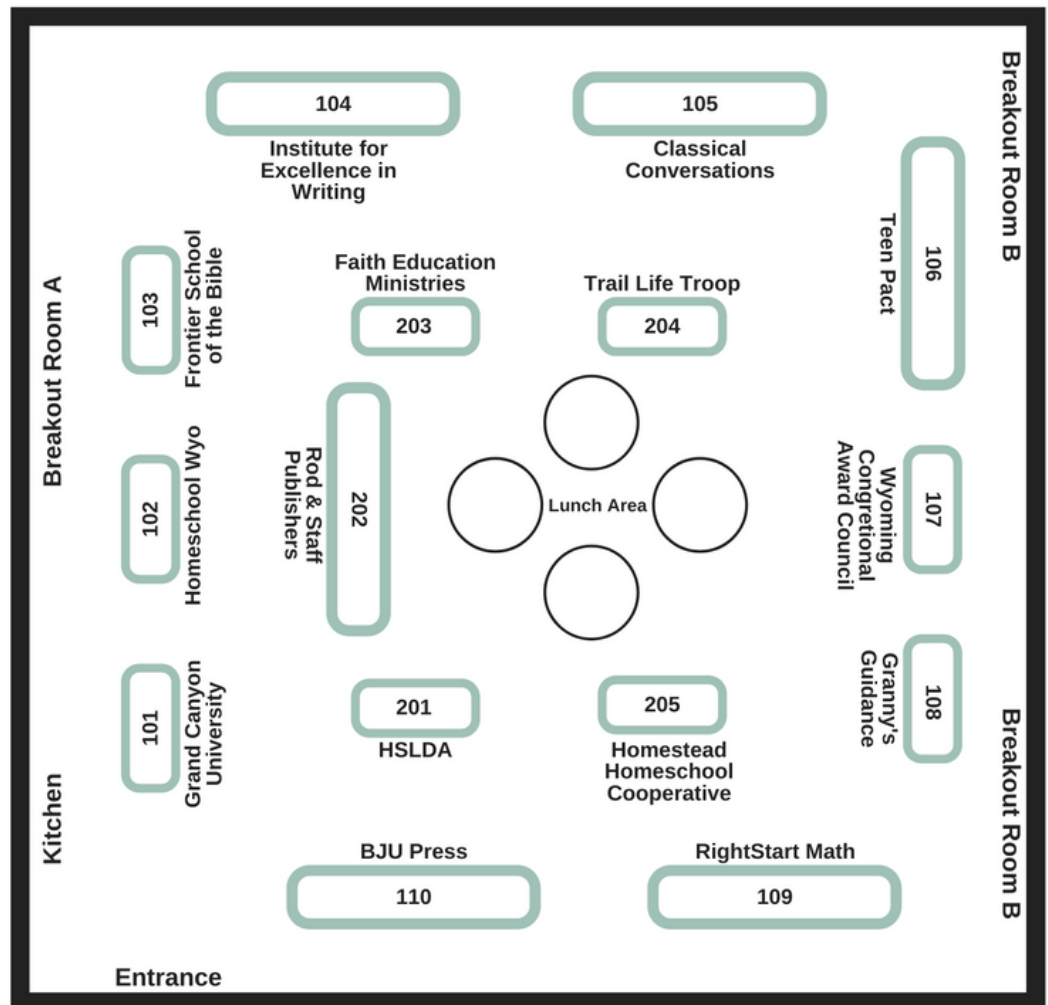 104
Institute for
Excellence in
Writing
105
Classical
Conversations
Breakout Room B
106
Teen Pact
Faith Education
Ministries
203
Trail Life Troop
204
103
Frontier School
of the Bible
Breakout Room A
202
Rod & Staff
Publishers
Lunch Area
102
Homeschool Wyo
107
Wyoming
Congretional
Award Council
101
Grand Canyon
University
201
HSLDA
205
Homestead
Homeschool
Cooperative
108
Granny's
Guidance
Breakout Room B
Kitchen
BJU Press
110
RightStart Math
109
Entrance